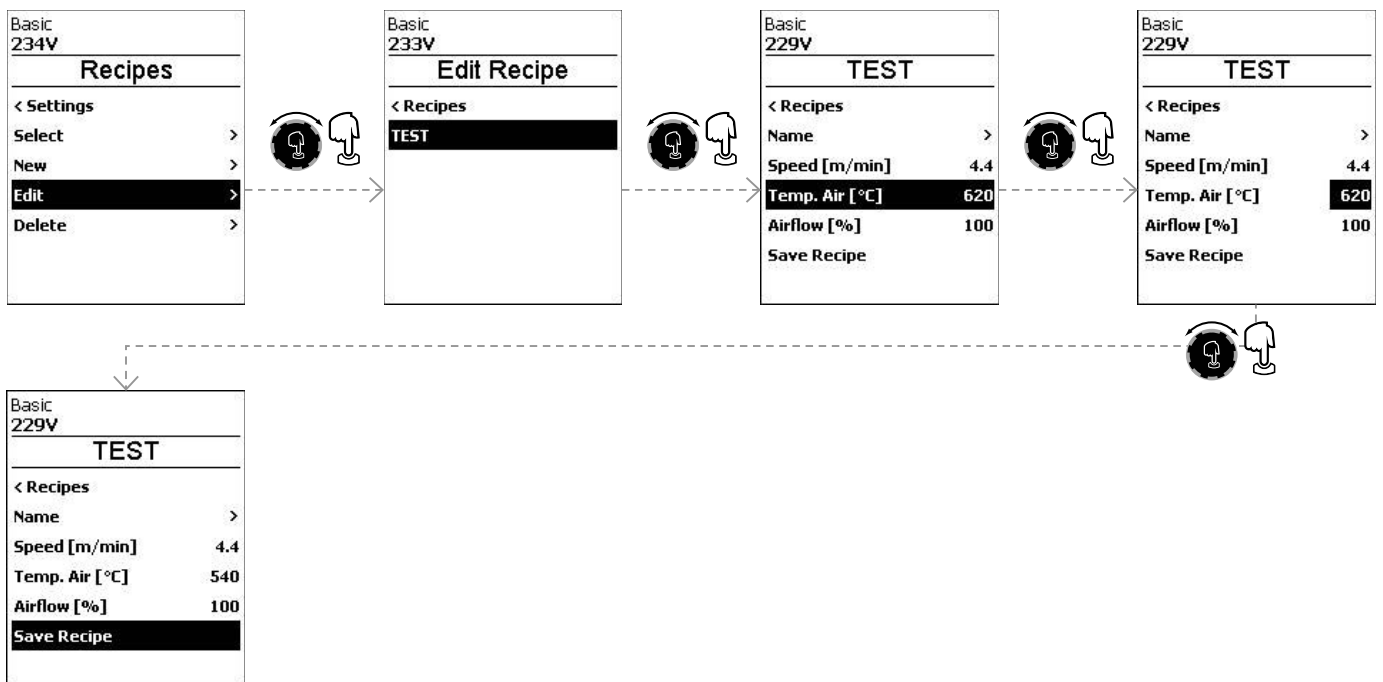 Basic
234V
Recipes
< Settings
Select >
New >
Edit >
Delete >
Basic
233V
Edit Recipe
< Recipes
TEST
Basic
229V
TEST
< Recipes
Name >
Speed [m/min] 4.4
Temp. Air [°C] 620
Airflow [%] 100
Save Recipe
Basic
229V
TEST
< Recipes
Name >
Speed [m/min] 4.4
Temp. Air [°C] 620
Airflow [%] 100
Save Recipe
Basic
229V
TEST
< Recipes
Name >
Speed [m/min] 4.4
Temp. Air [°C] 540
Airflow [%] 100
Save Recipe